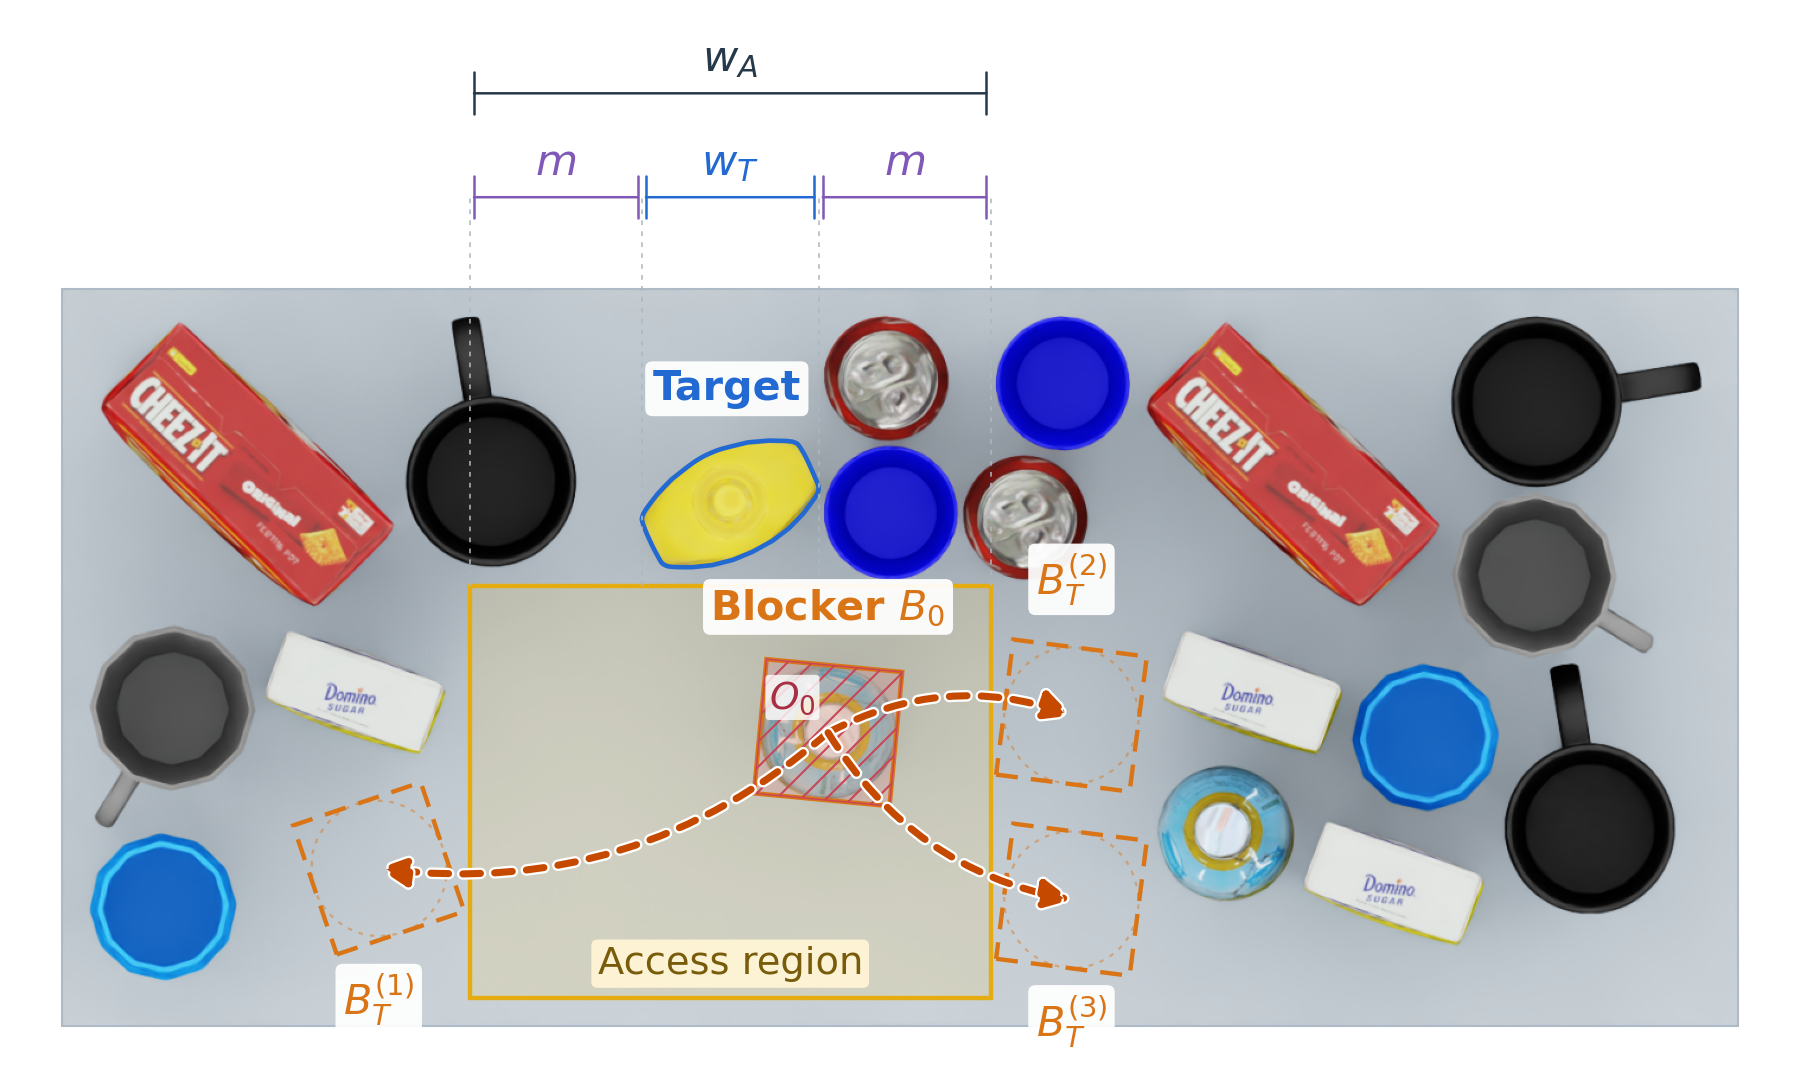 w_A
m
w_T
m
Target
CHEEZ-IT
ORIGINAL
CHEEZ-IT
ORIGINAL
B_T^(2)
Blocker B_0
O_0
Domino
SUGAR
Domino
SUGAR
Domino
SUGAR
Access region
B_T^(1)
B_T^(3)